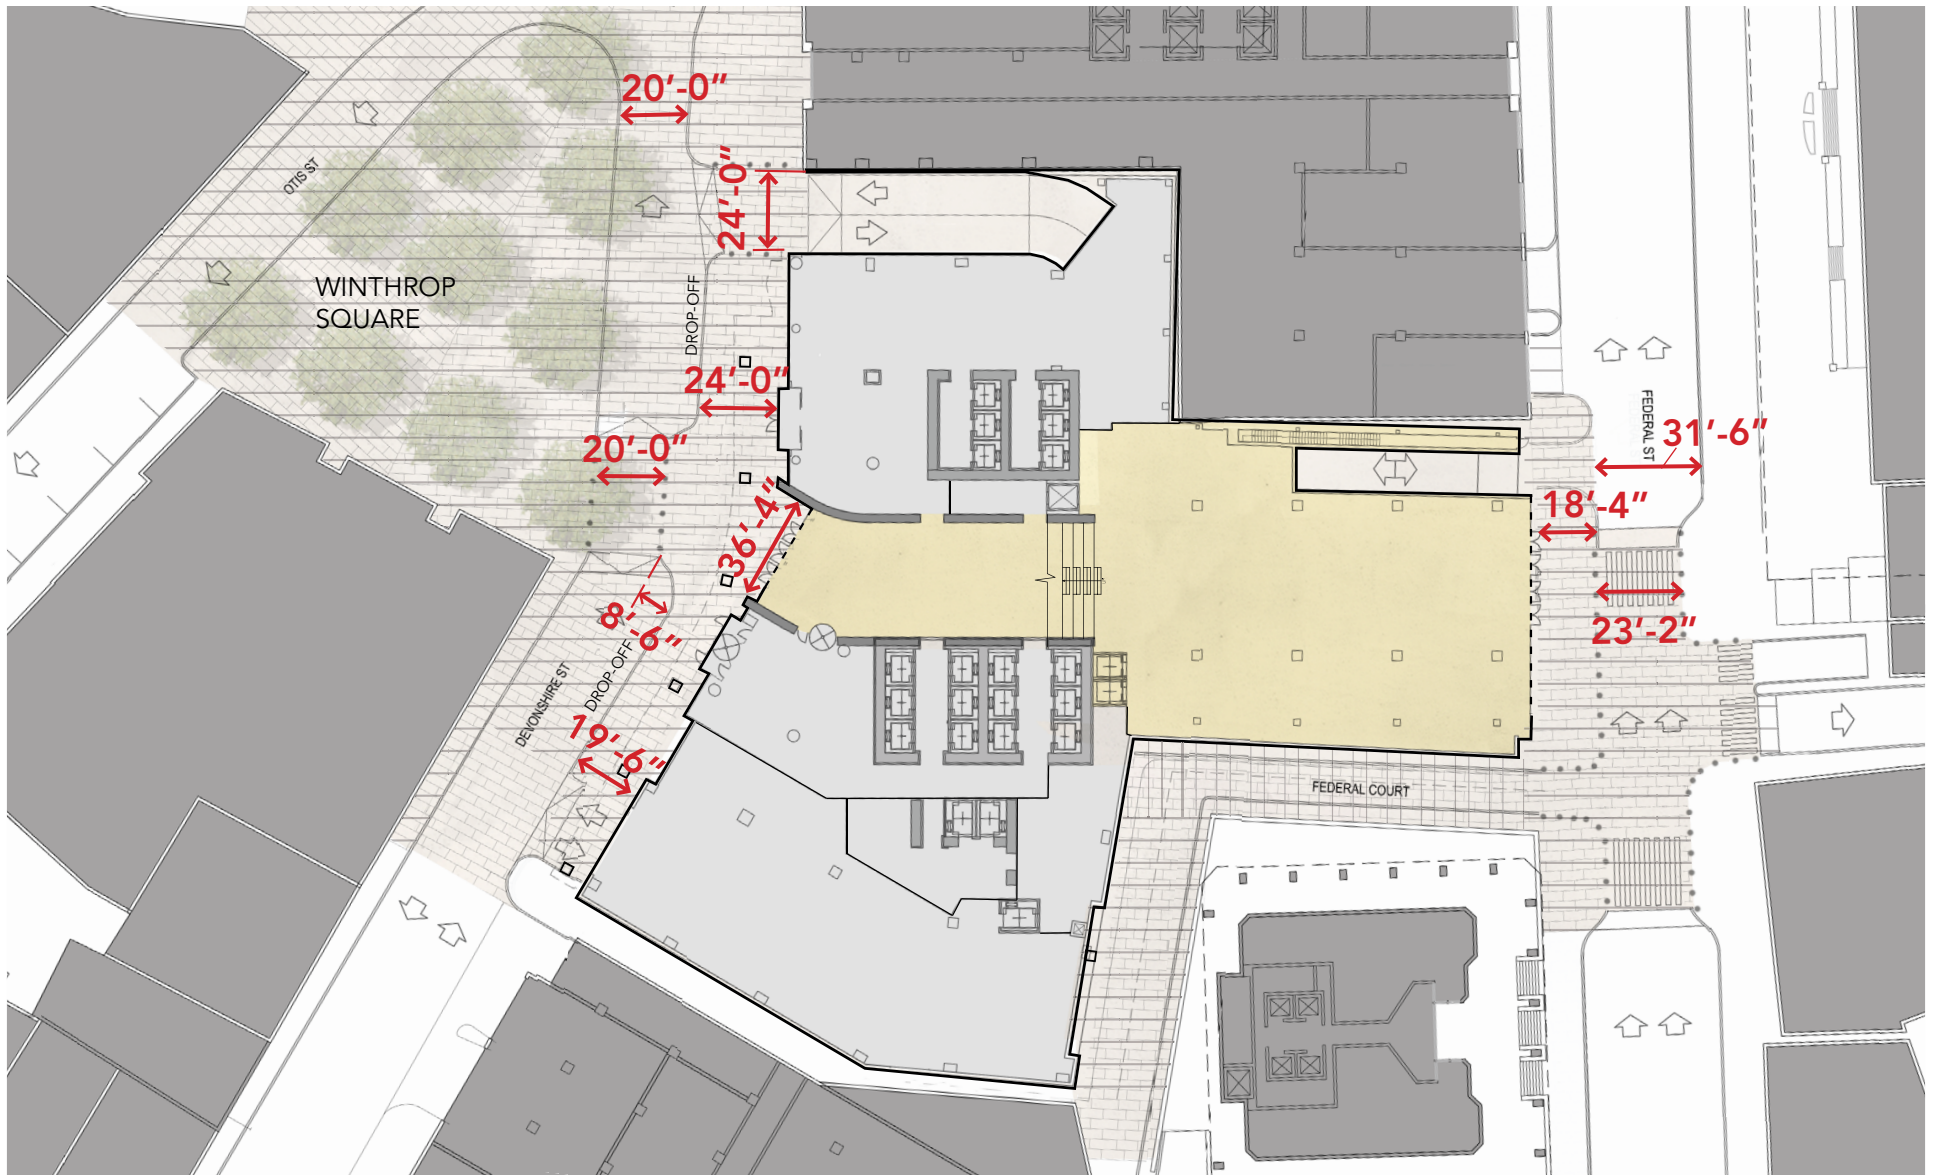 20'-0"
OTIS ST
24'-0"
WINTHROP
SQUARE
DROP-OFF
24'-0"
FEDERAL ST
31'-6"
20'-0"
36'-4"
18'-4"
8'-6"
23'-2"
DROP-OFF
DEVONSHIRE ST
19'-6"
FEDERAL COURT